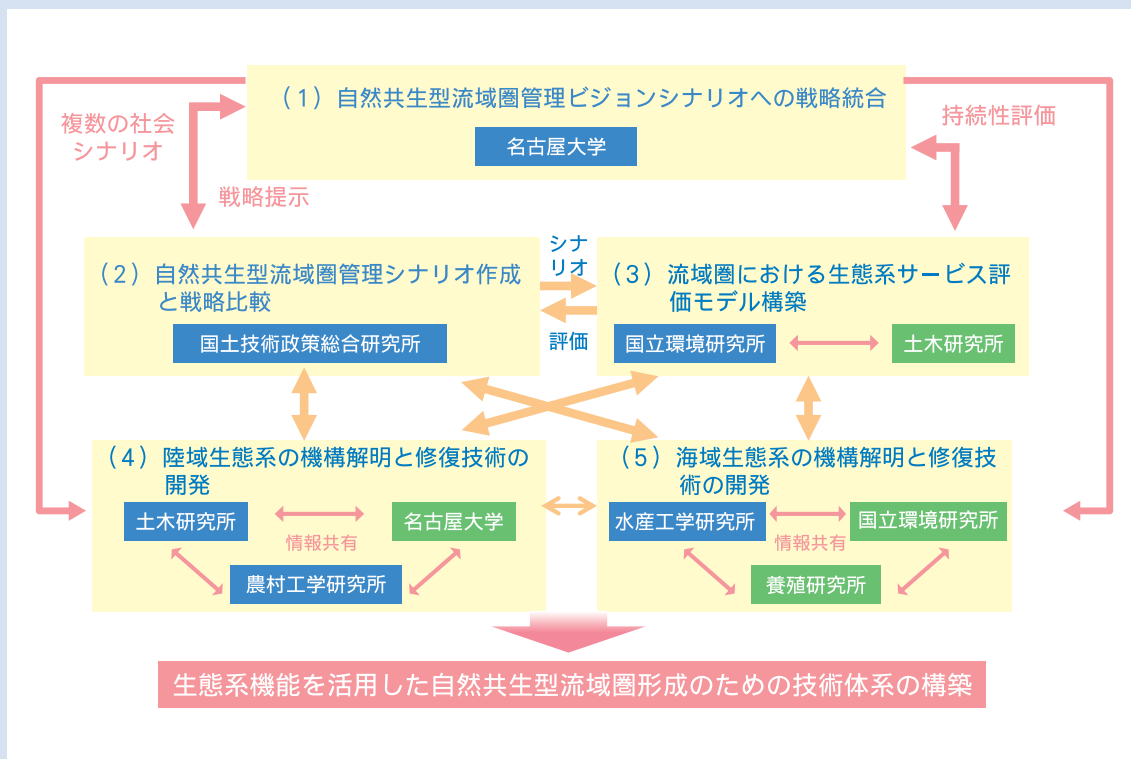 （1）自然共生型流域圏管理ビジョンシナリオへの戦略統合
名古屋大学
複数の社会
シナリオ
戦略提示
持続性評価
（2）自然共生型流域圏管理シナリオ作成
と戦略比較
国土技術政策総合研究所
シナ
リオ
評価
（3）流域圏における生態系サービス評
価モデル構築
国立環境研究所
土木研究所
（4）陸域生態系の機構解明と修復技術の
開発
土木研究所
名古屋大学
情報共有
農村工学研究所
（5）海域生態系の機構解明と修復技
術の開発
水産工学研究所
国立環境研究所
情報共有
養殖研究所
生態系機能を活用した自然共生型流域圏形成のための技術体系の構築